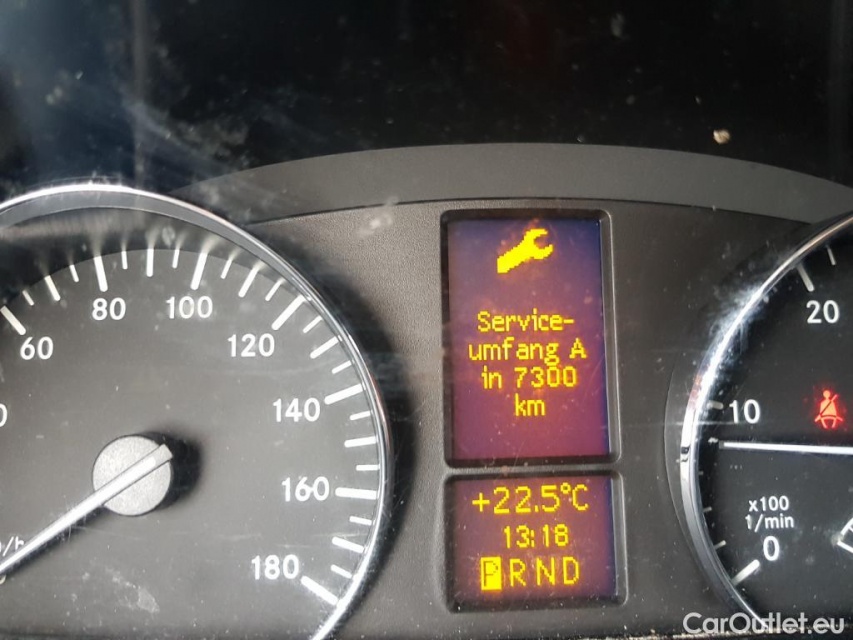 60
80
100
120
140
160
180
Service-
umfang A
in 7300
km
+22.5°C
13:18
PRND
20
10
x100
1/min
0
CarOutlet.eu